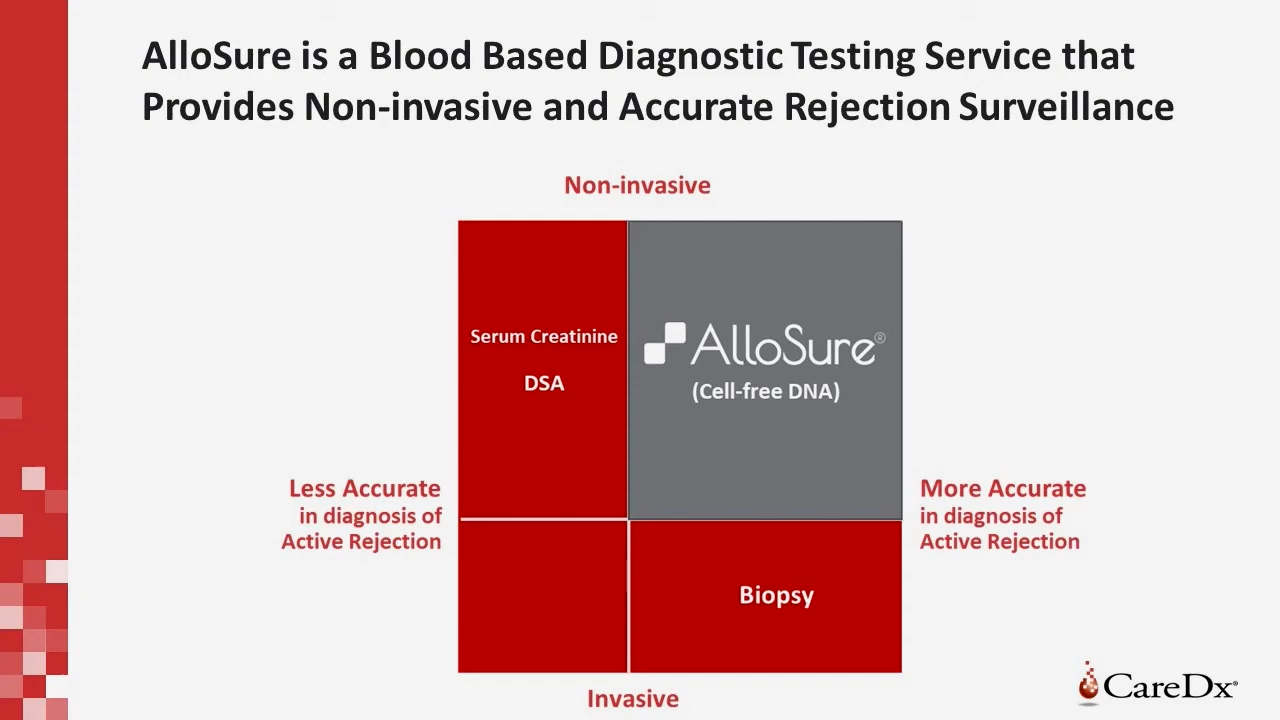 AlloSure is a Blood Based Diagnostic Testing Service that
Provides Non-invasive and Accurate Rejection Surveillance
Non-invasive
Serum Creatinine
DSA
AlloSure®
(Cell-free DNA)
Less Accurate
in diagnosis of
Active Rejection
More Accurate
in diagnosis of
Active Rejection
Biopsy
Invasive
CareDx®